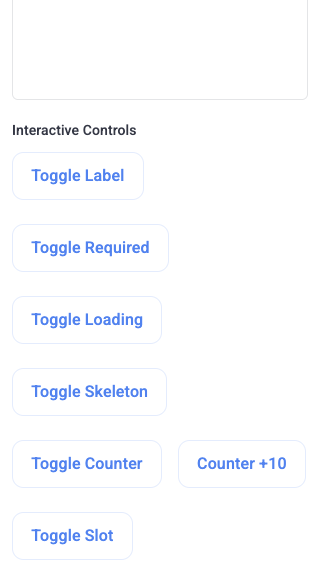 Interactive Controls
Toggle Label
Toggle Required
Toggle Loading
Toggle Skeleton
Toggle Counter Counter +10
Toggle Slot